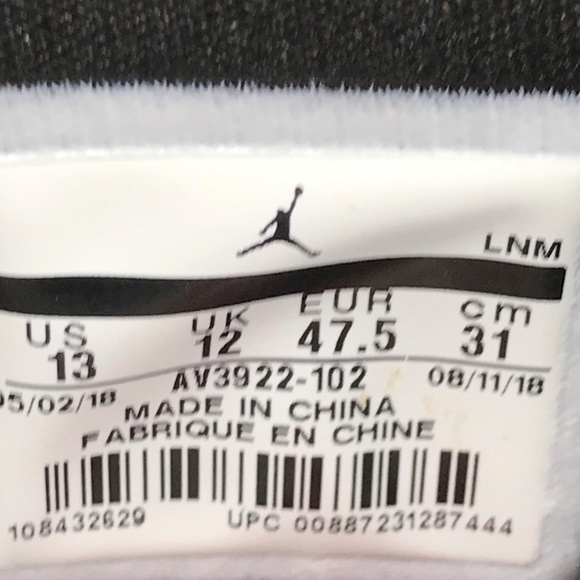 LNM
US UK EUR cm
13 12 47.5 31
AV3922-102
5/02/18 08/11/18
MADE IN CHINA
FABRIQUE EN CHINE
108432629 UPC 00887231287444